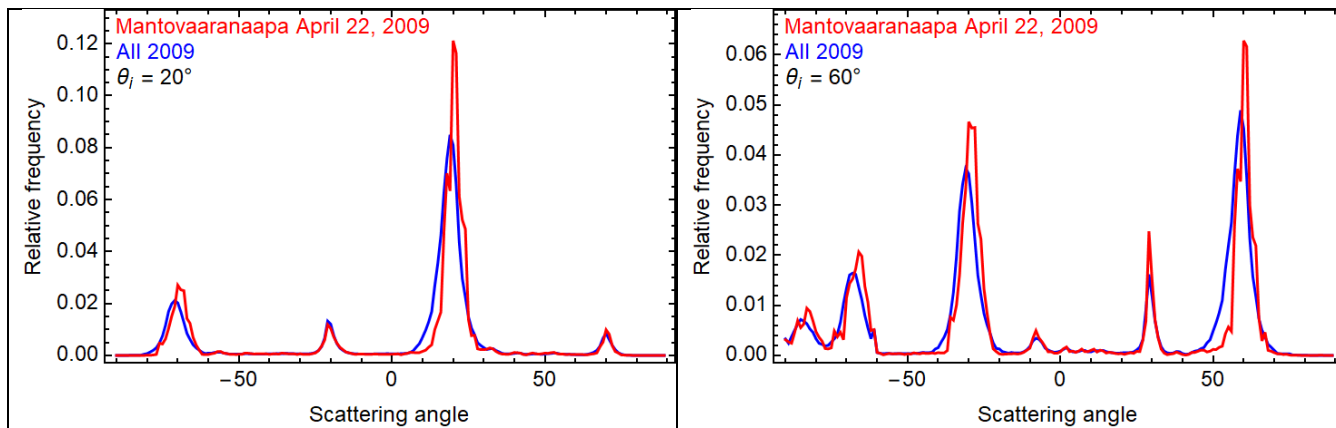 Mantovaaranaapa April 22, 2009
All 2009
θi = 20°
Relative frequency
0.12
0.10
0.08
0.06
0.04
0.02
0.00
−50
0
50
Scattering angle
Mantovaaranaapa April 22, 2009
All 2009
θi = 60°
Relative frequency
0.06
0.05
0.04
0.03
0.02
0.01
0.00
−50
0
50
Scattering angle